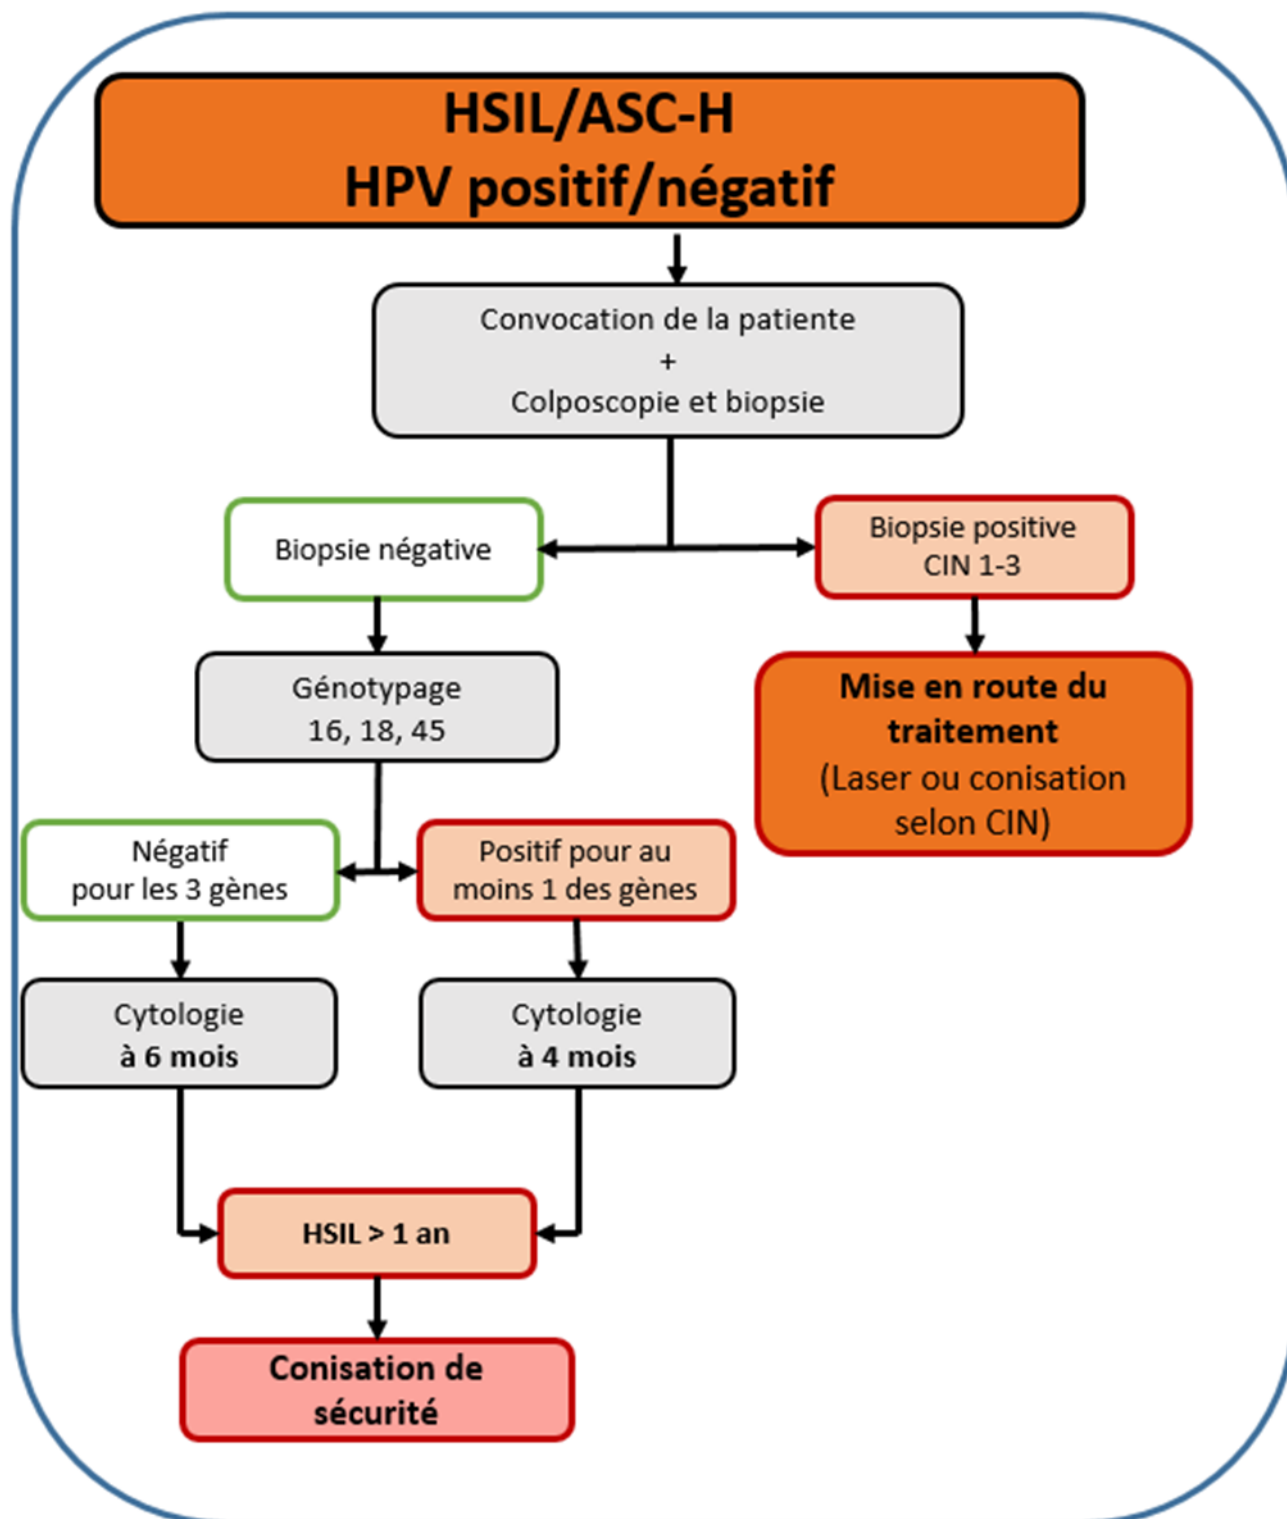 HSIL/ASC-H
HPV positif/négatif
Convocation de la patiente
+
Colposcopie et biopsie
Biopsie négative
Biopsie positive
CIN 1-3
Génotypage
16, 18, 45
Mise en route du
traitement
(Laser ou conisation
selon CIN)
Négatif
pour les 3 gènes
Positif pour au
moins 1 des gènes
Cytologie
à 6 mois
Cytologie
à 4 mois
HSIL > 1 an
Conisation de
sécurité